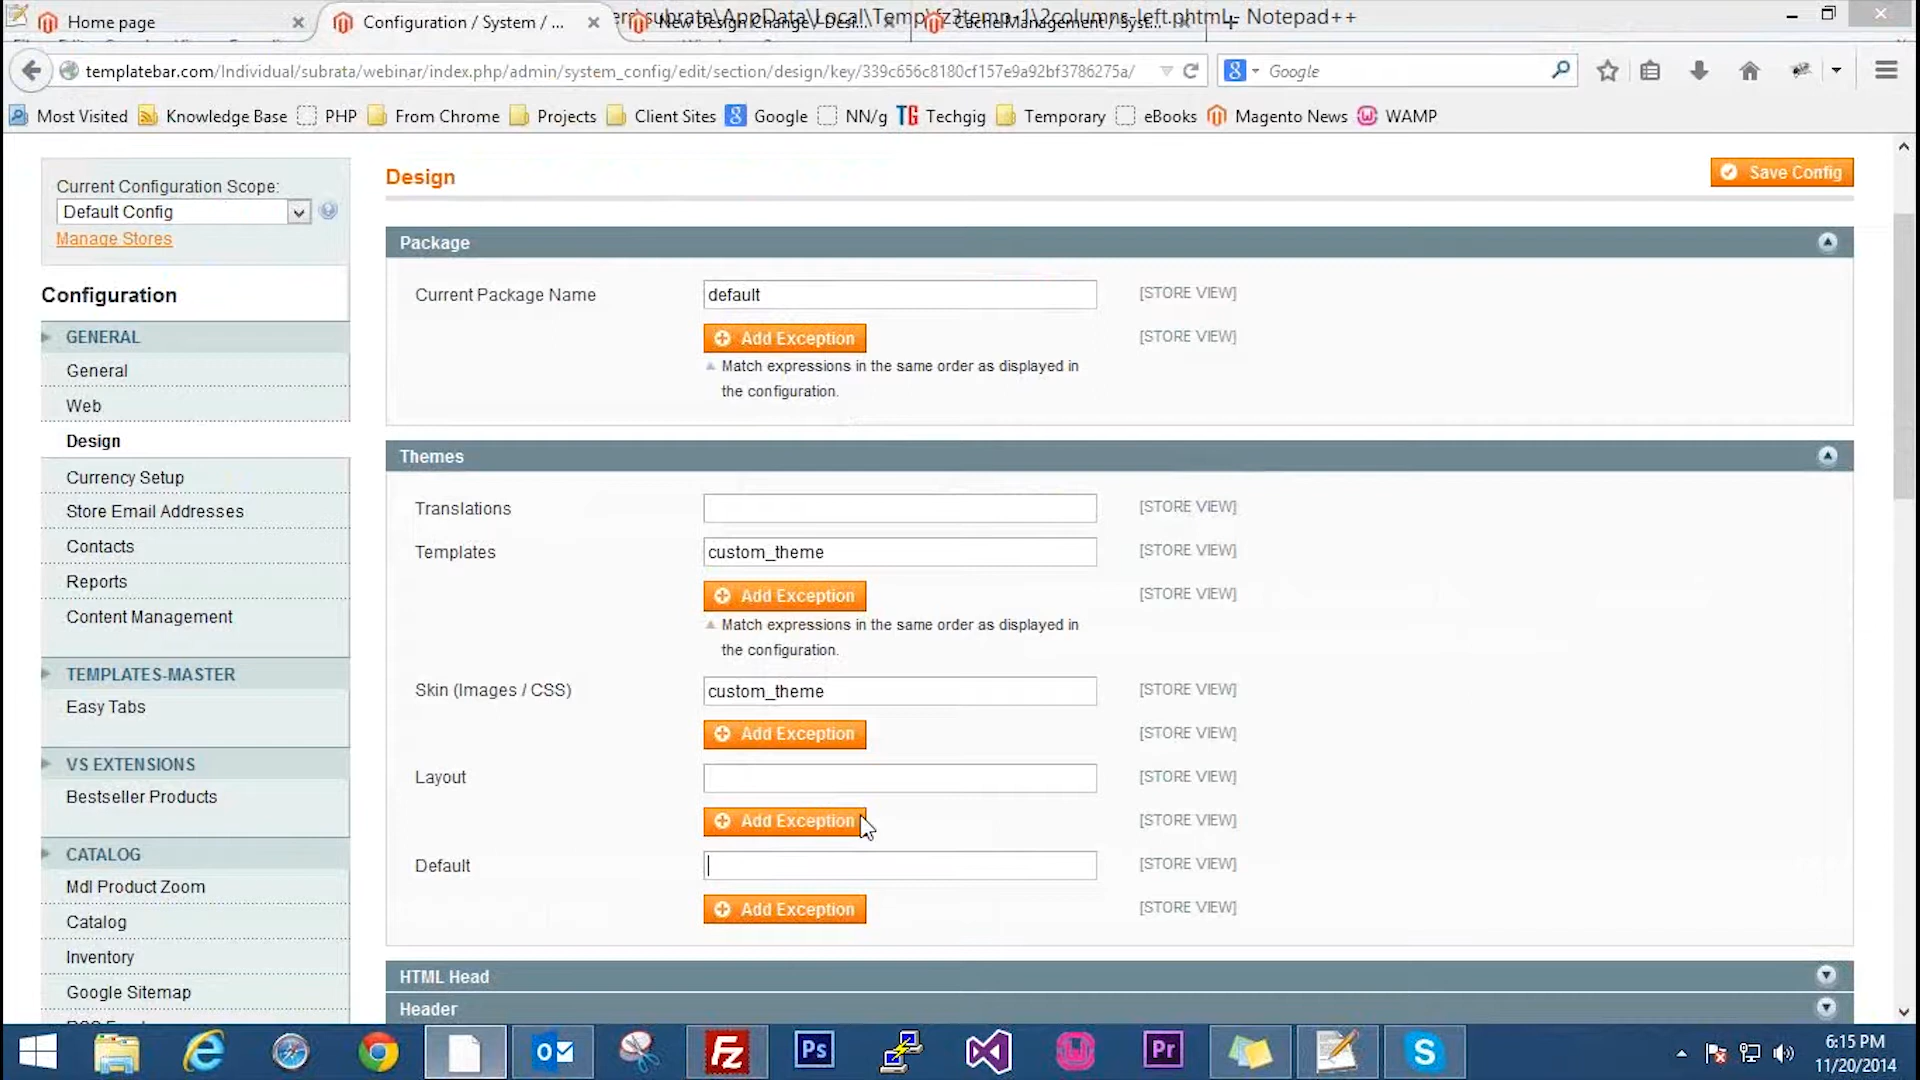 Home page
Configuration / System / ...
New Design Change / Desi...
Cache Management / Syst...
ers\subrata\AppData\Local\Temp\fz3temp-1\2columns-left.phtml - Notepad++
templatebar.com/Individual/subrata/webinar/index.php/admin/system_config/edit/section/design/key/339c656c8180cf157e9a92bf3786275a/
Google
Most Visited Knowledge Base PHP From Chrome Projects Client Sites Google NN/g Techgig Temporary eBooks Magento News WAMP
Current Configuration Scope:
Default Config
Manage Stores
Configuration
GENERAL
General
Web
Design
Currency Setup
Store Email Addresses
Contacts
Reports
Content Management
TEMPLATES-MASTER
Easy Tabs
VS EXTENSIONS
Bestseller Products
CATALOG
Mdl Product Zoom
Catalog
Inventory
Google Sitemap
Design
Save Config
Package
Current Package Name default [STORE VIEW]
Add Exception [STORE VIEW]
Match expressions in the same order as displayed in
the configuration.
Themes
Translations [STORE VIEW]
Templates custom_theme [STORE VIEW]
Add Exception [STORE VIEW]
Match expressions in the same order as displayed in
the configuration.
Skin (Images / CSS) custom_theme [STORE VIEW]
Add Exception [STORE VIEW]
Layout [STORE VIEW]
Add Exception [STORE VIEW]
Default [STORE VIEW]
Add Exception [STORE VIEW]
HTML Head
Header
6:15 PM
11/20/2014